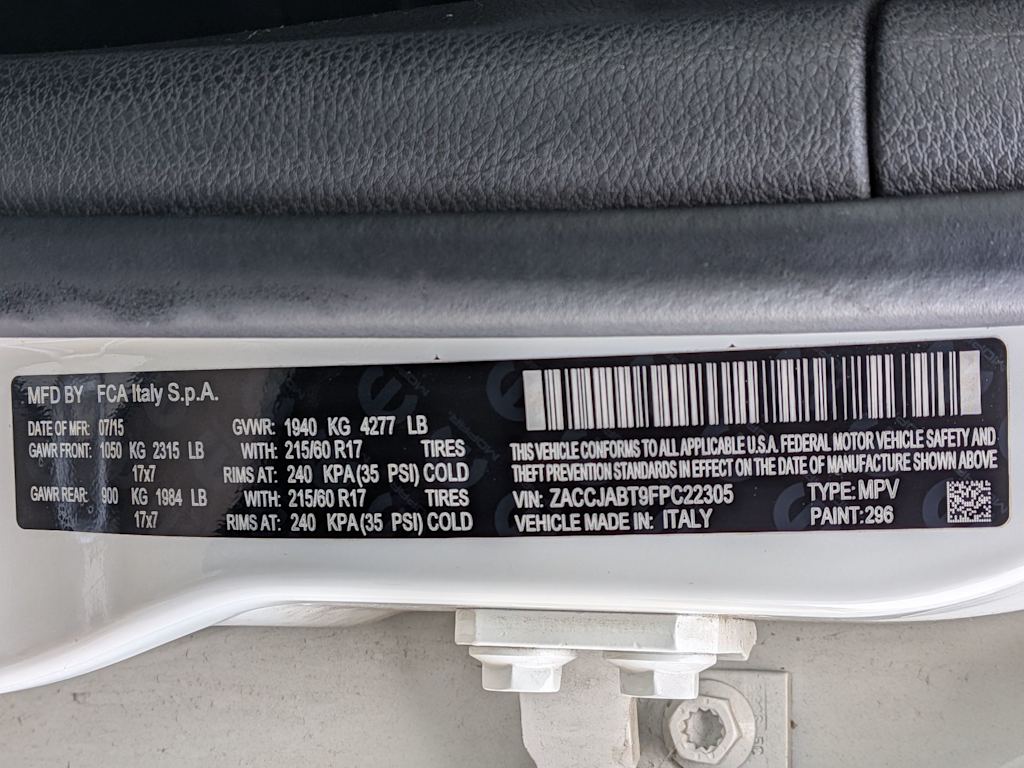 MFD BY FCA Italy S.p.A.
DATE OF MFR: 07/15 GVWR: 1940 KG 4277 LB
GAWR FRONT: 1050 KG 2315 LB WITH: 215/60 R17 TIRES
17x7 RIMS AT: 240 KPA(35 PSI) COLD
GAWR REAR: 900 KG 1984 LB WITH: 215/60 R17 TIRES
17x7 RIMS AT: 240 KPA(35 PSI) COLD
THIS VEHICLE CONFORMS TO ALL APPLICABLE U.S.A. FEDERAL MOTOR VEHICLE SAFETY AND
THEFT PREVENTION STANDARDS IN EFFECT ON THE DATE OF MANUFACTURE SHOWN ABOVE
VIN: ZACCJABT9FPC22305 TYPE: MPV
VEHICLE MADE IN: ITALY PAINT: 296